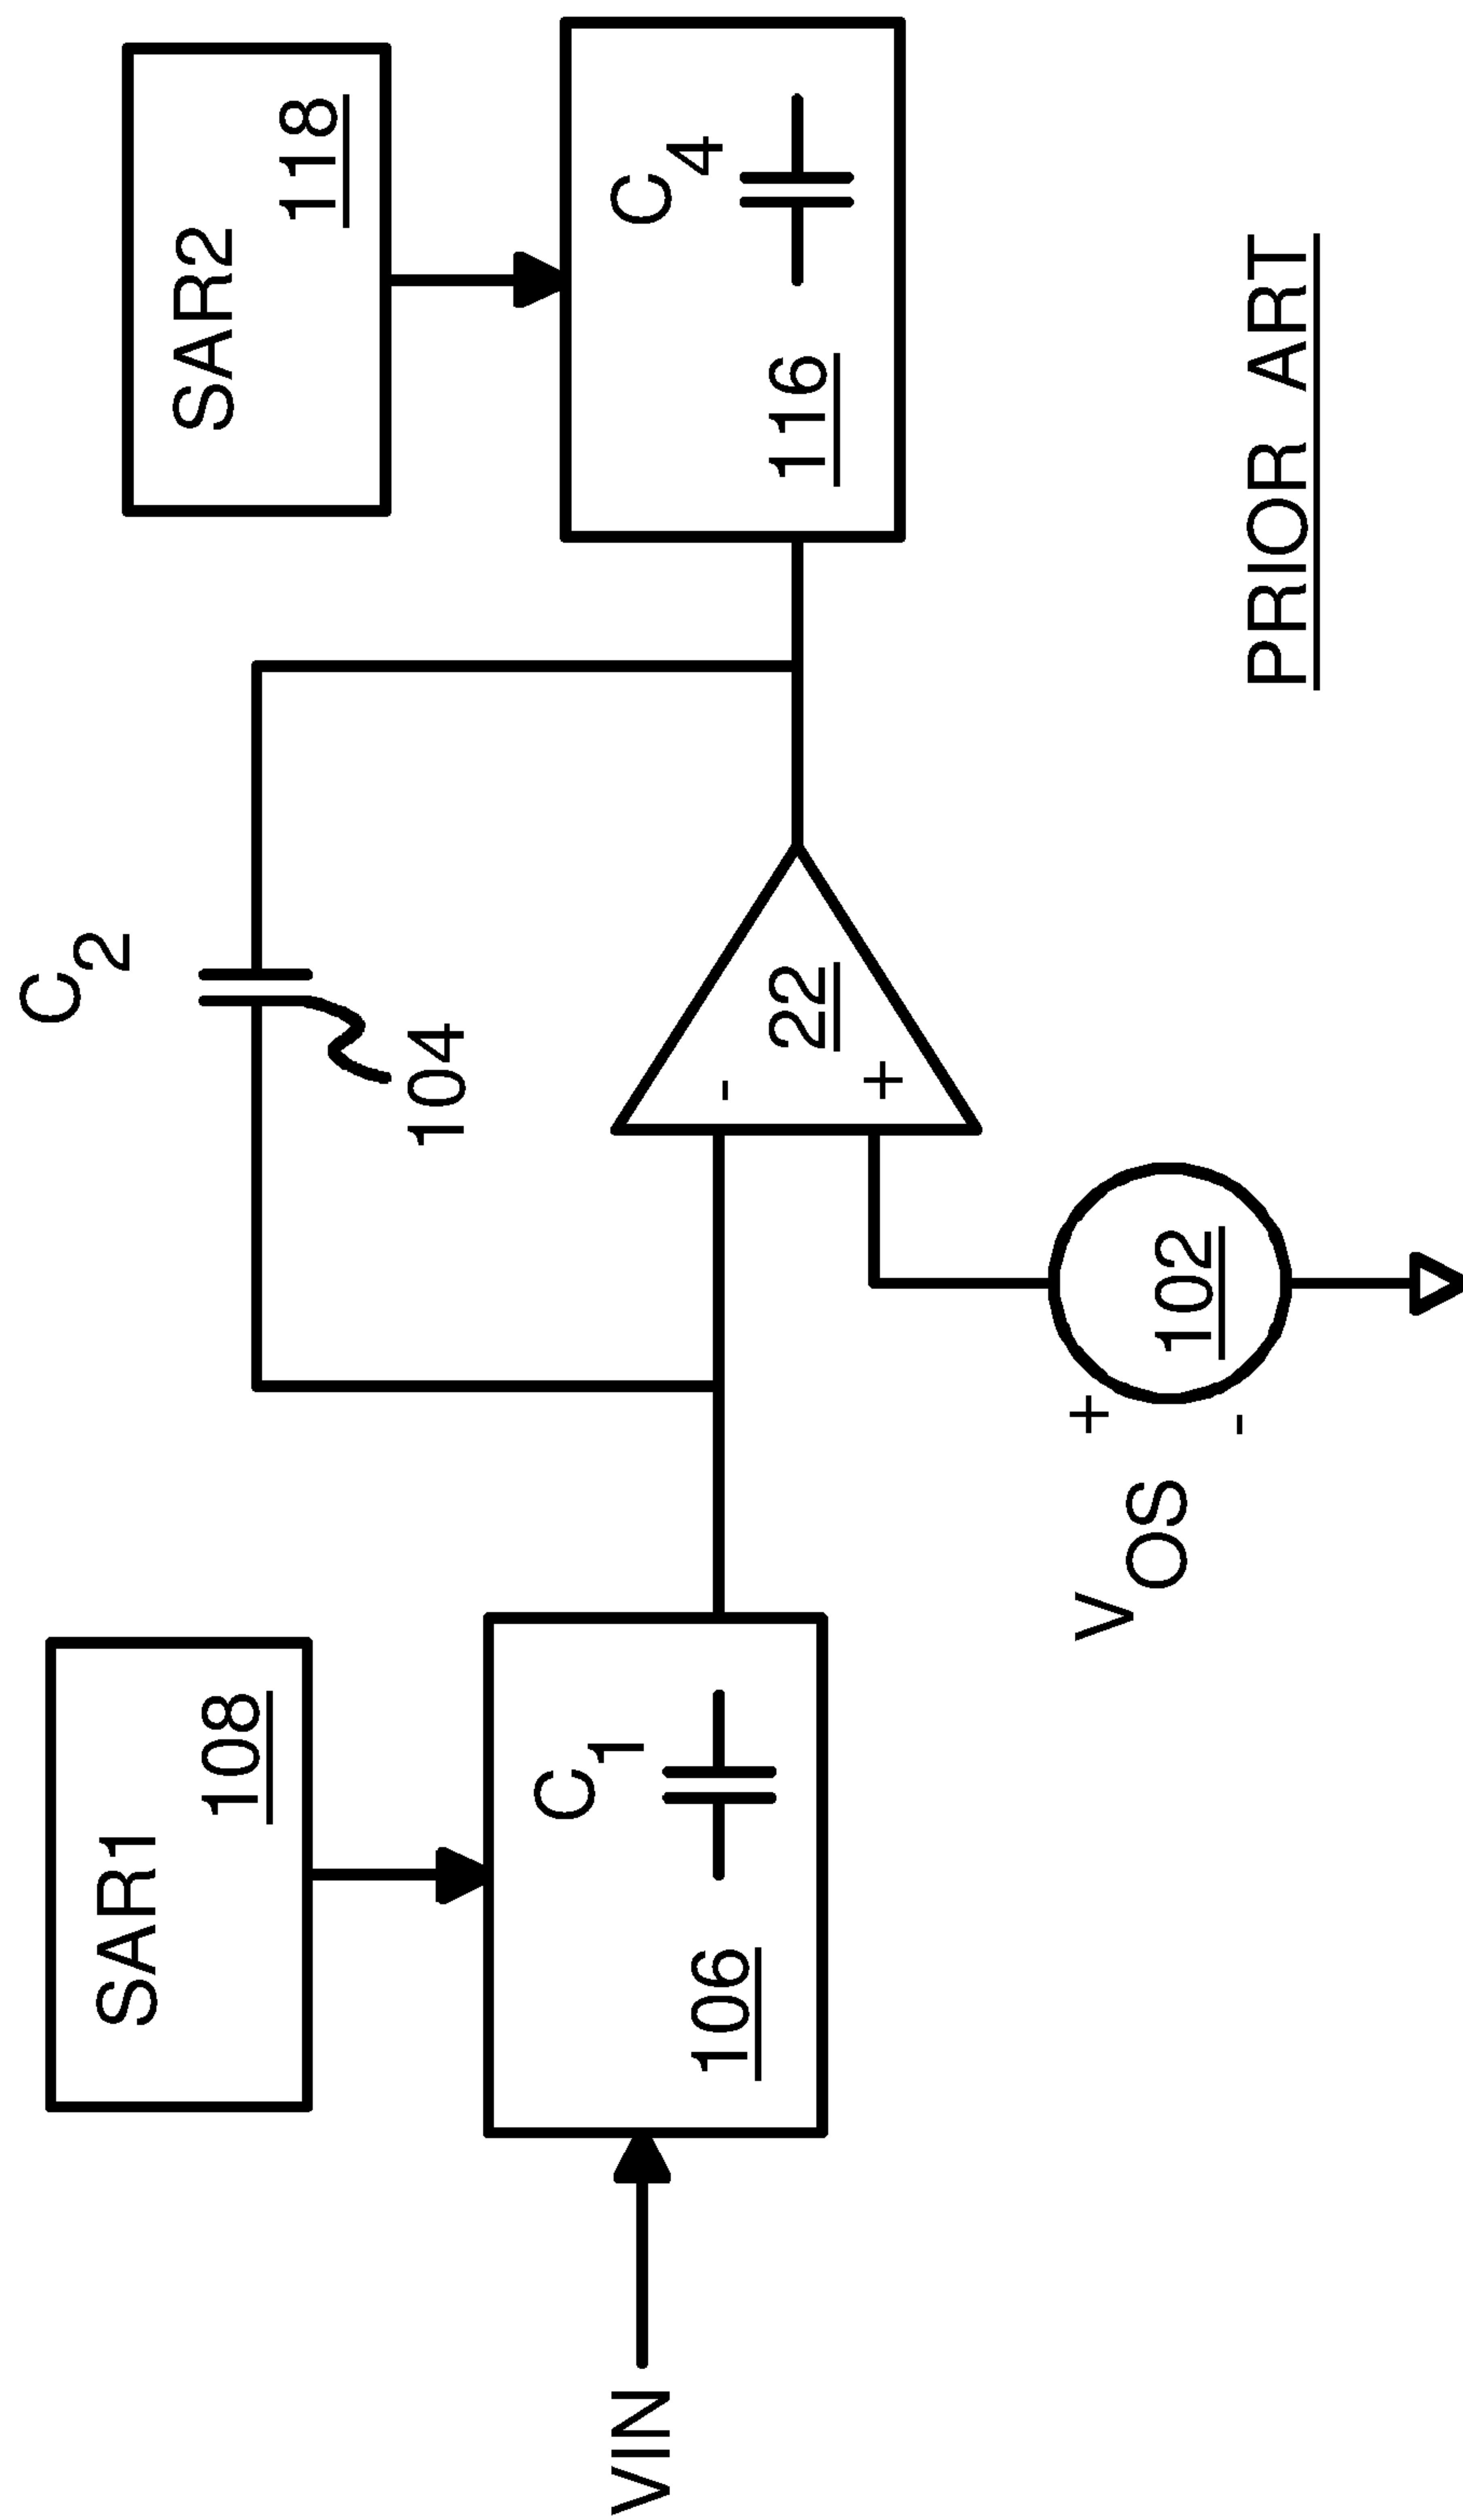 C2
104
SAR1
108
SAR2
118
VIN
106
C1
-
+
22
116
C4
VOS
+
-
102
PRIOR ART